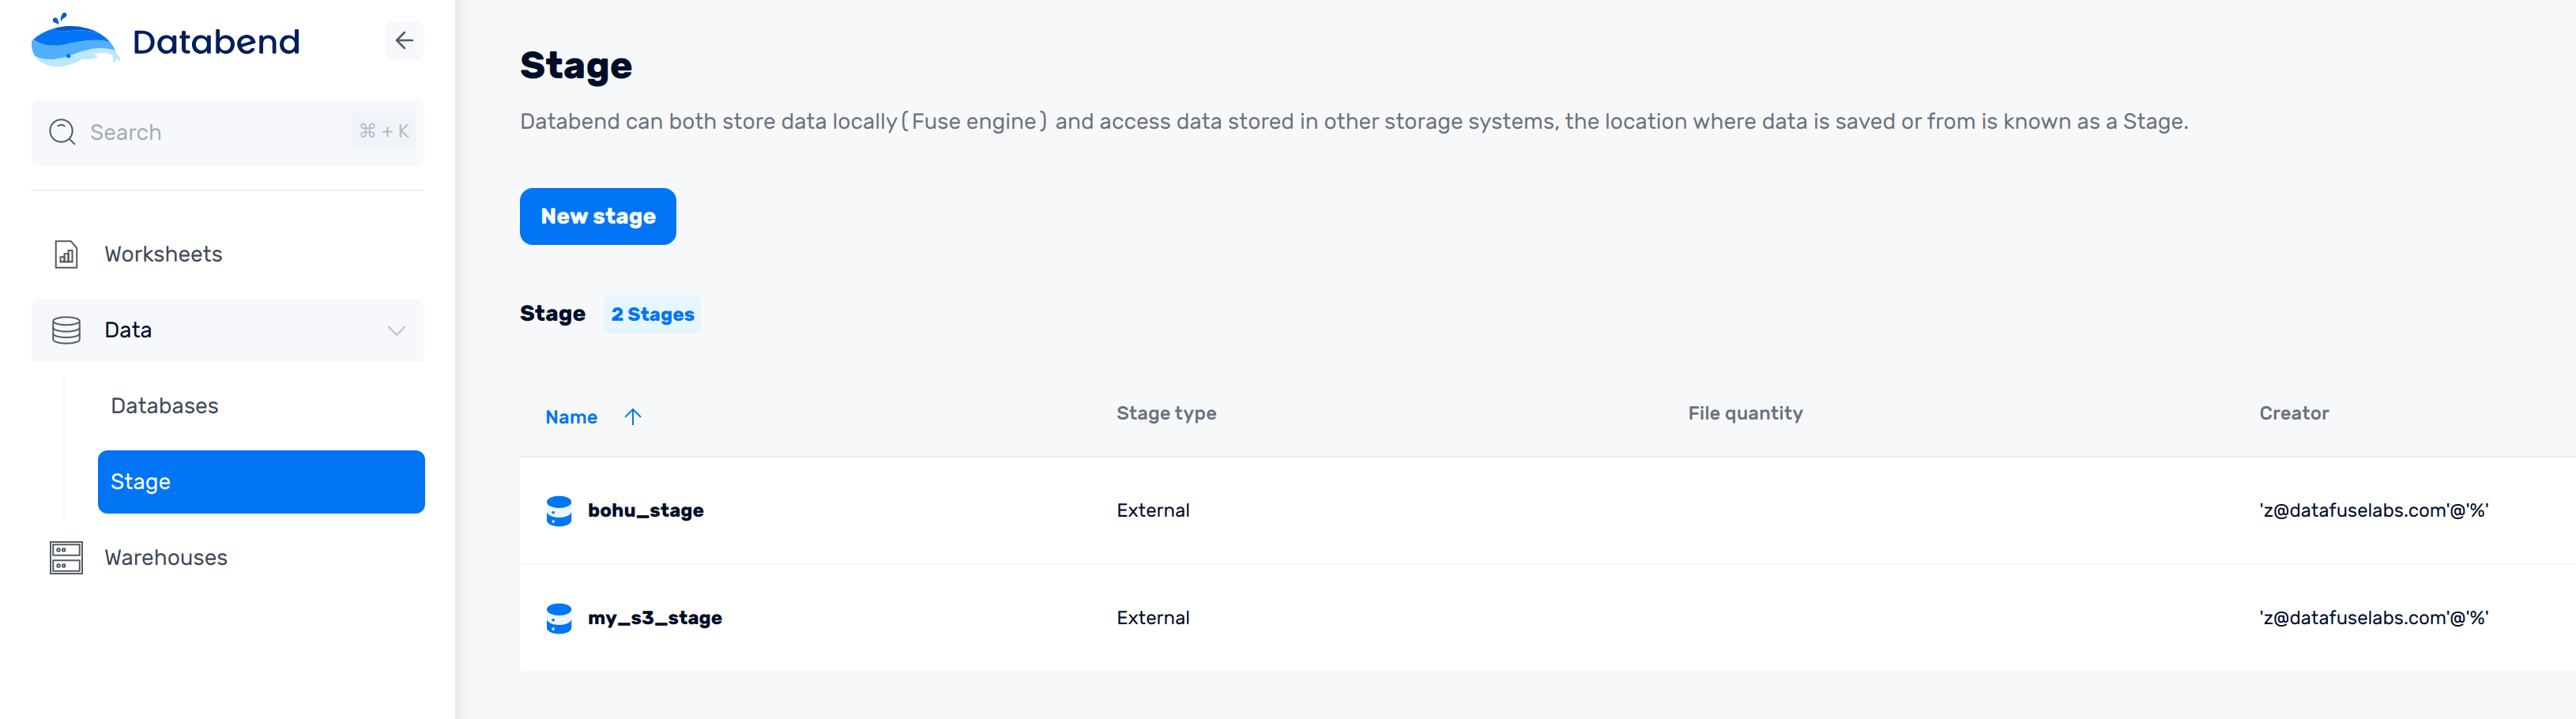 Databend
Search
⌘ + K
Worksheets
Data
Databases
Stage
Warehouses
Stage
Databend can both store data locally(Fuse engine) and access data stored in other storage systems, the location where data is saved or from is known as a Stage.
New stage
Stage 2 Stages
Name ↑ Stage type File quantity Creator
bohu_stage External 'z@datafuselabs.com'@'%'
my_s3_stage External 'z@datafuselabs.com'@'%'